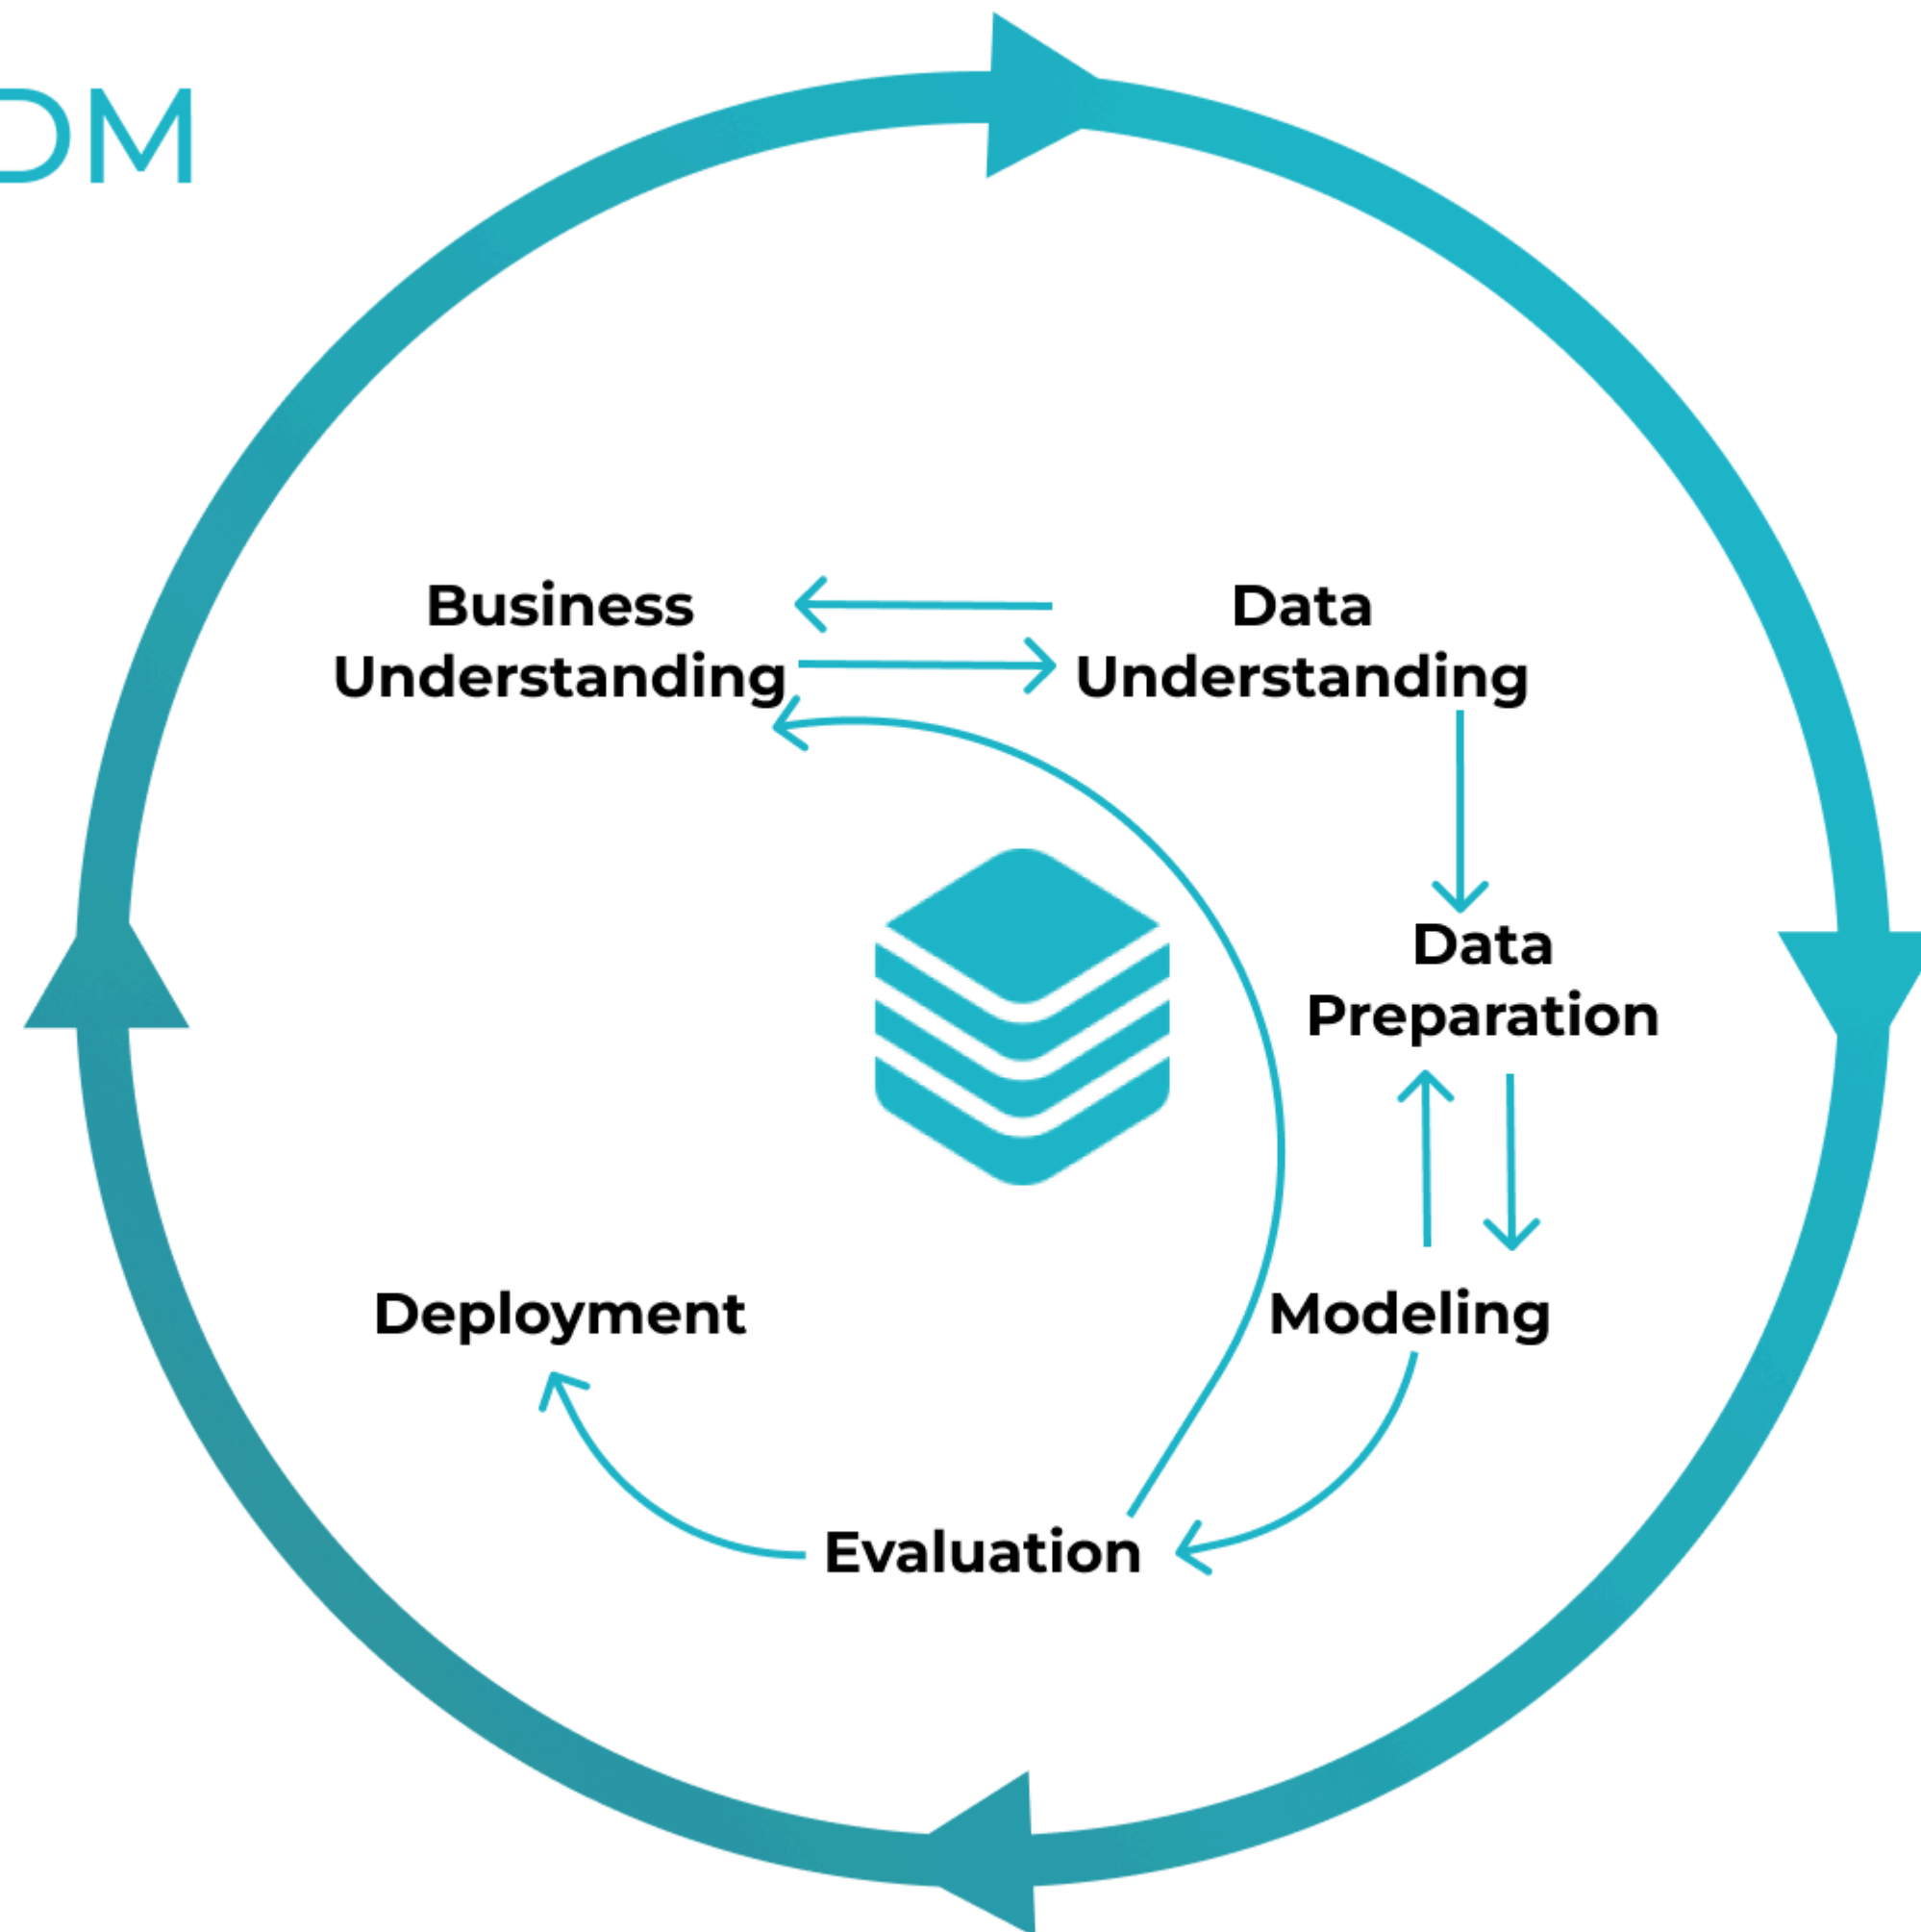 DM
Business
Understanding
Data
Understanding
Data
Preparation
Modeling
Deployment
Evaluation